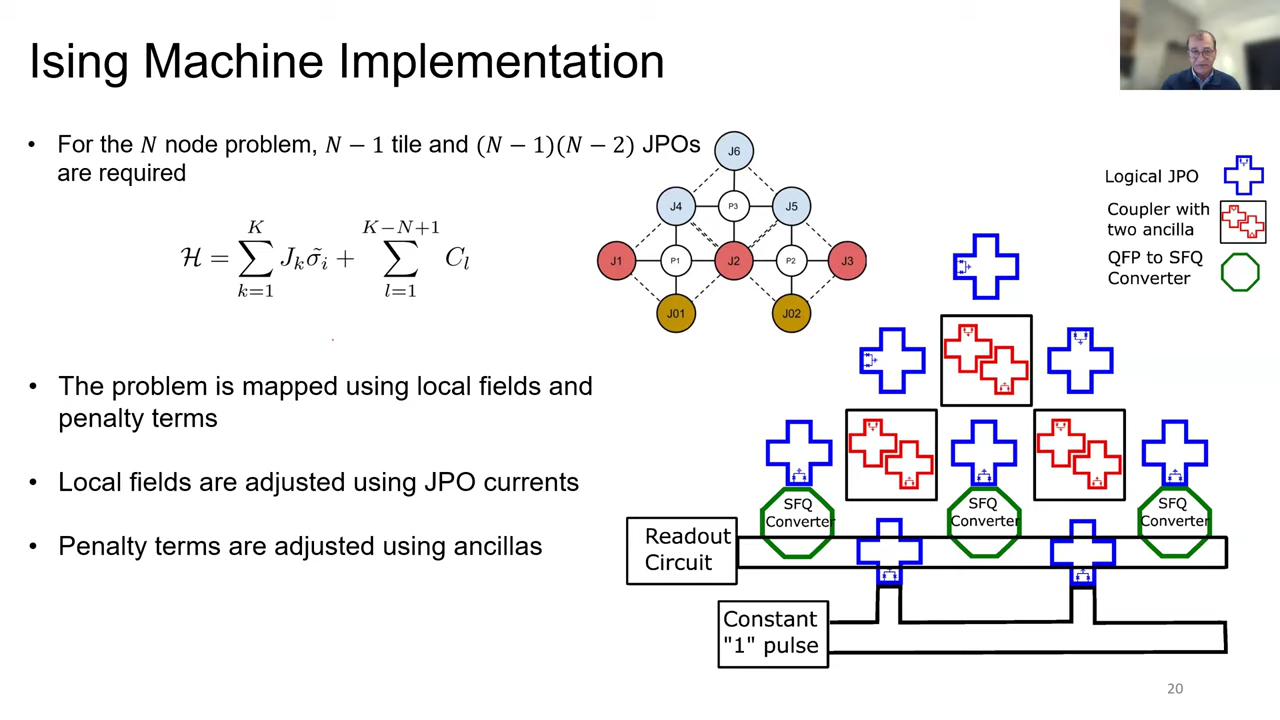 Ising Machine Implementation
• For the N node problem, N − 1 tile and (N − 1)(N − 2) JPOs
are required
ℋ = ∑_{k=1}^{K} J_k σ̃_i + ∑_{l=1}^{K−N+1} C_l
• The problem is mapped using local fields and
penalty terms
• Local fields are adjusted using JPO currents
• Penalty terms are adjusted using ancillas
J6
J4
P3
J5
J1
P1
J2
P2
J3
J01
J02
Logical JPO
Coupler with
two ancilla
QFP to SFQ
Converter
SFQ
Converter
SFQ
Converter
SFQ
Converter
Readout
Circuit
Constant
"1" pulse
20